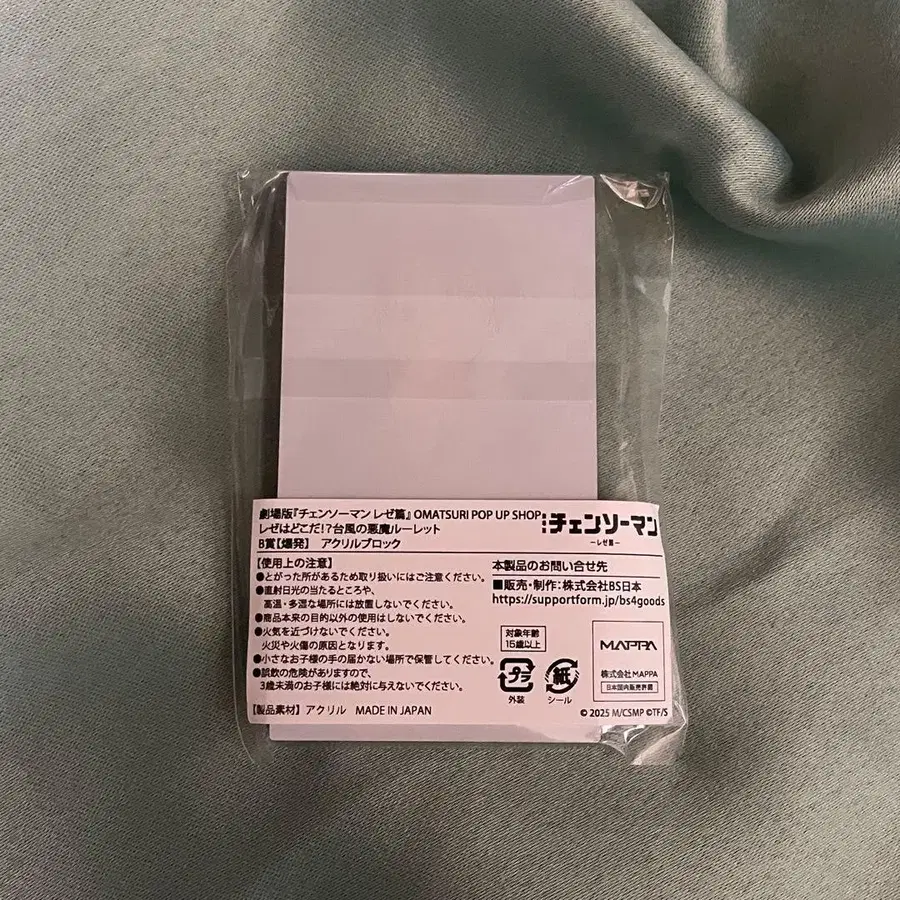 劇場版『チェンソーマン レゼ篇』 OMATSURI POP UP SHOP
レゼはどこだ!?台風の悪魔ルーレット
B賞【爆発】 アクリルブロック
劇場版 チェンソーマン
ーレゼ篇ー
【使用上の注意】
●とがった所があるため取り扱いにはご注意ください。
●直射日光の当たるところや、
高温・多湿な場所には放置しないでください。
●商品本来の目的以外の使用はしないでください。
●火気を近づけないでください。
火災や火傷の原因となります。
●小さなお子様の手の届かない場所で保管してください。
●誤飲の危険がありますので、
3歳未満のお子様には絶対に与えないでください。
【製品素材】アクリル MADE IN JAPAN
本製品のお問い合せ先
■販売・制作：株式会社BS日本
https://supportform.jp/bs4goods
対象年齢
15歳以上
プラ
外装
紙
シール
MAPPA
株式会社MAPPA
日本国内販売許諾
© 2025 M/CSMP ©TF/S